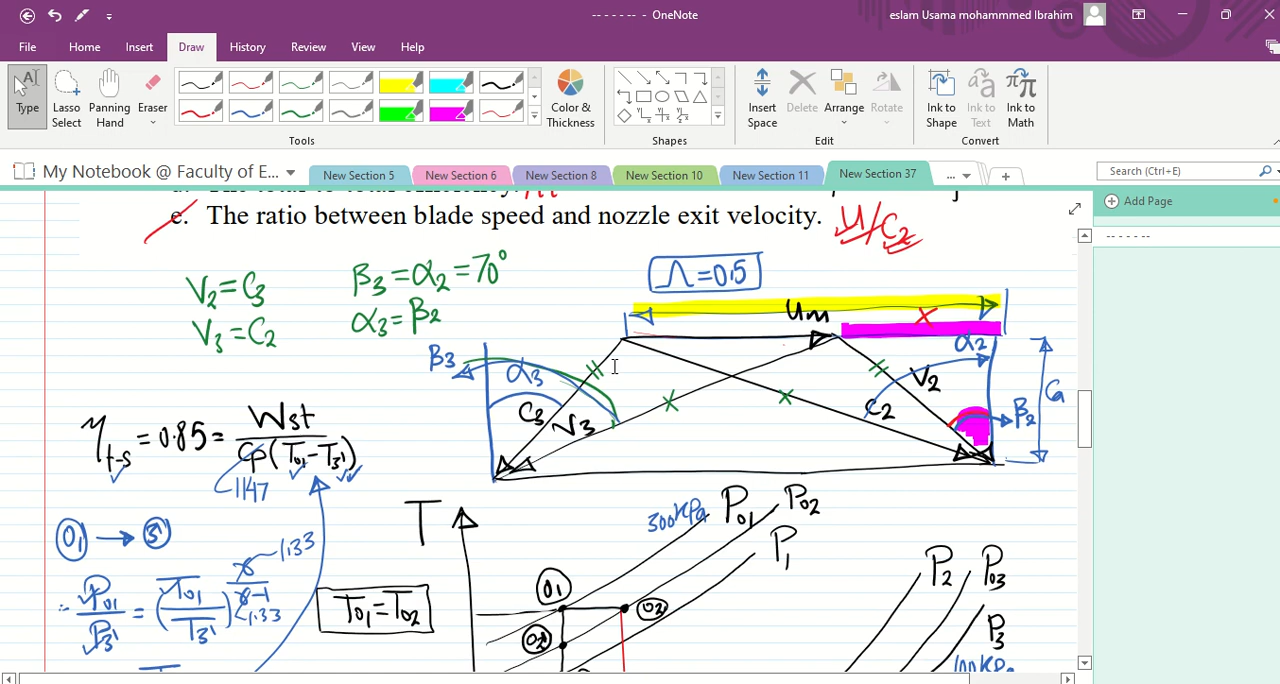 ------ - OneNote
eslam Usama mohammmed Ibrahim
File Home Insert Draw History Review View Help
Type
Lasso Select
Panning Hand
Eraser
Color & Thickness
Insert Space
Delete
Arrange
Rotate
Ink to Shape
Ink to Text
Ink to Math
Tools
Shapes
Edit
Convert
My Notebook @ Faculty of E...
New Section 5
New Section 6
New Section 8
New Section 10
New Section 11
New Section 37
...
Search (Ctrl+E)
Add Page
------
e. The ratio between blade speed and nozzle exit velocity. U/C2
V2 = C3
V3 = C2
β3 = α2 = 70°
α3 = β2
Λ = 0.5
Um
β3
α3
C3
V3
C2
V2
α2
β2
Ca
ηt-s = 0.85 = Wst / Cp(T01 - T3')
1147
01 → 3'
∴ P01/P3' = (T01/T3')^γ/γ-1
1.33
1.33
T01 = T02
T
300 kPa
P01
P02
P1
01
02
02'
P2
P03
P3
100 kPa